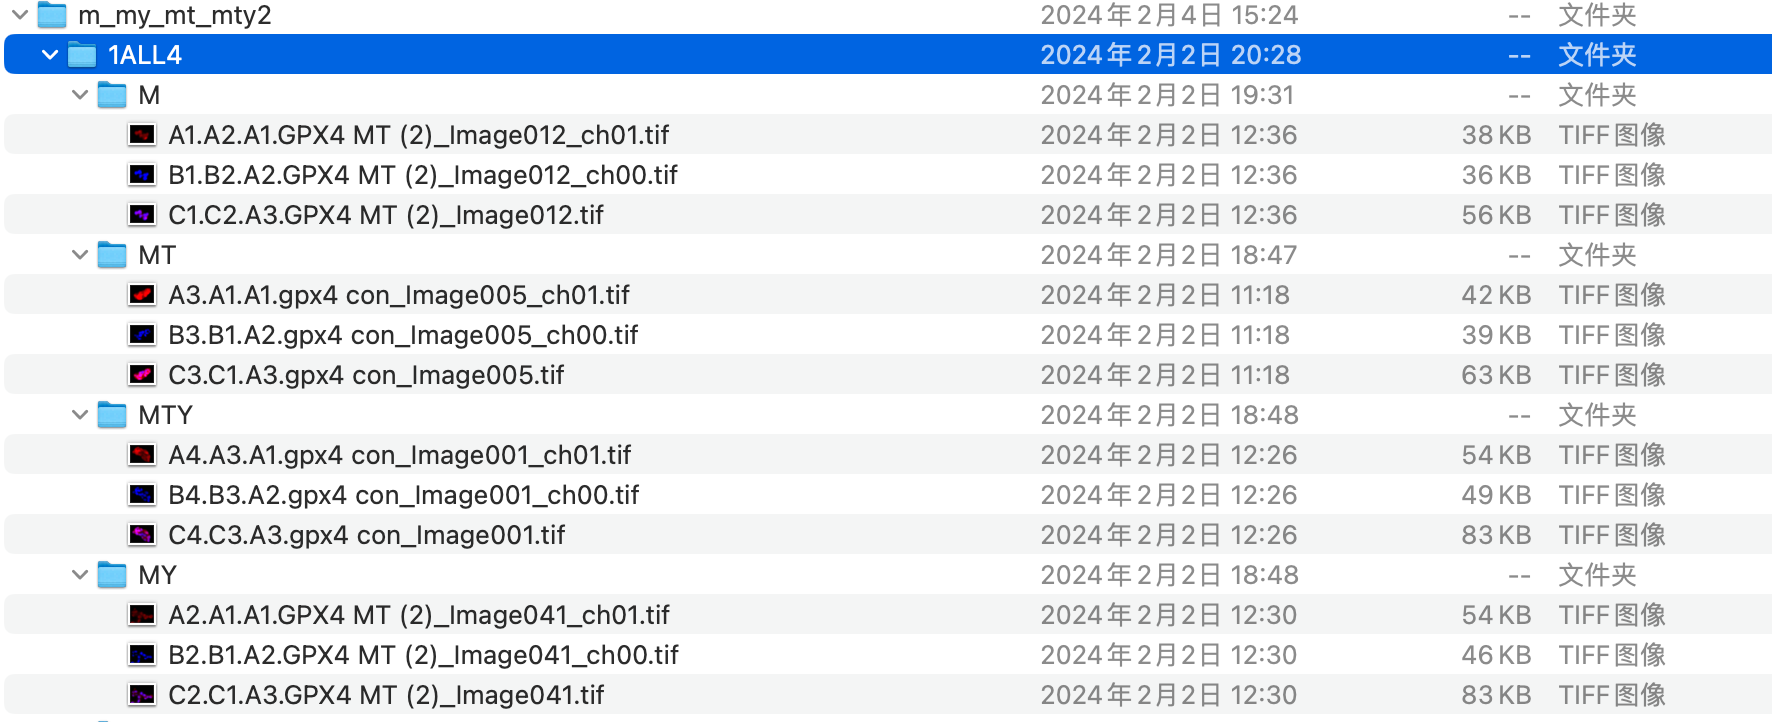 m_my_mt_mty2 2024年2月4日 15:24 -- 文件夹
1ALL4 2024年2月2日 20:28 -- 文件夹
M 2024年2月2日 19:31 -- 文件夹
A1.A2.A1.GPX4 MT (2)_Image012_ch01.tif 2024年2月2日 12:36 38 KB TIFF图像
B1.B2.A2.GPX4 MT (2)_Image012_ch00.tif 2024年2月2日 12:36 36 KB TIFF图像
C1.C2.A3.GPX4 MT (2)_Image012.tif 2024年2月2日 12:36 56 KB TIFF图像
MT 2024年2月2日 18:47 -- 文件夹
A3.A1.A1.gpx4 con_Image005_ch01.tif 2024年2月2日 11:18 42 KB TIFF图像
B3.B1.A2.gpx4 con_Image005_ch00.tif 2024年2月2日 11:18 39 KB TIFF图像
C3.C1.A3.gpx4 con_Image005.tif 2024年2月2日 11:18 63 KB TIFF图像
MTY 2024年2月2日 18:48 -- 文件夹
A4.A3.A1.gpx4 con_Image001_ch01.tif 2024年2月2日 12:26 54 KB TIFF图像
B4.B3.A2.gpx4 con_Image001_ch00.tif 2024年2月2日 12:26 49 KB TIFF图像
C4.C3.A3.gpx4 con_Image001.tif 2024年2月2日 12:26 83 KB TIFF图像
MY 2024年2月2日 18:48 -- 文件夹
A2.A1.A1.GPX4 MT (2)_Image041_ch01.tif 2024年2月2日 12:30 54 KB TIFF图像
B2.B1.A2.GPX4 MT (2)_Image041_ch00.tif 2024年2月2日 12:30 46 KB TIFF图像
C2.C1.A3.GPX4 MT (2)_Image041.tif 2024年2月2日 12:30 83 KB TIFF图像